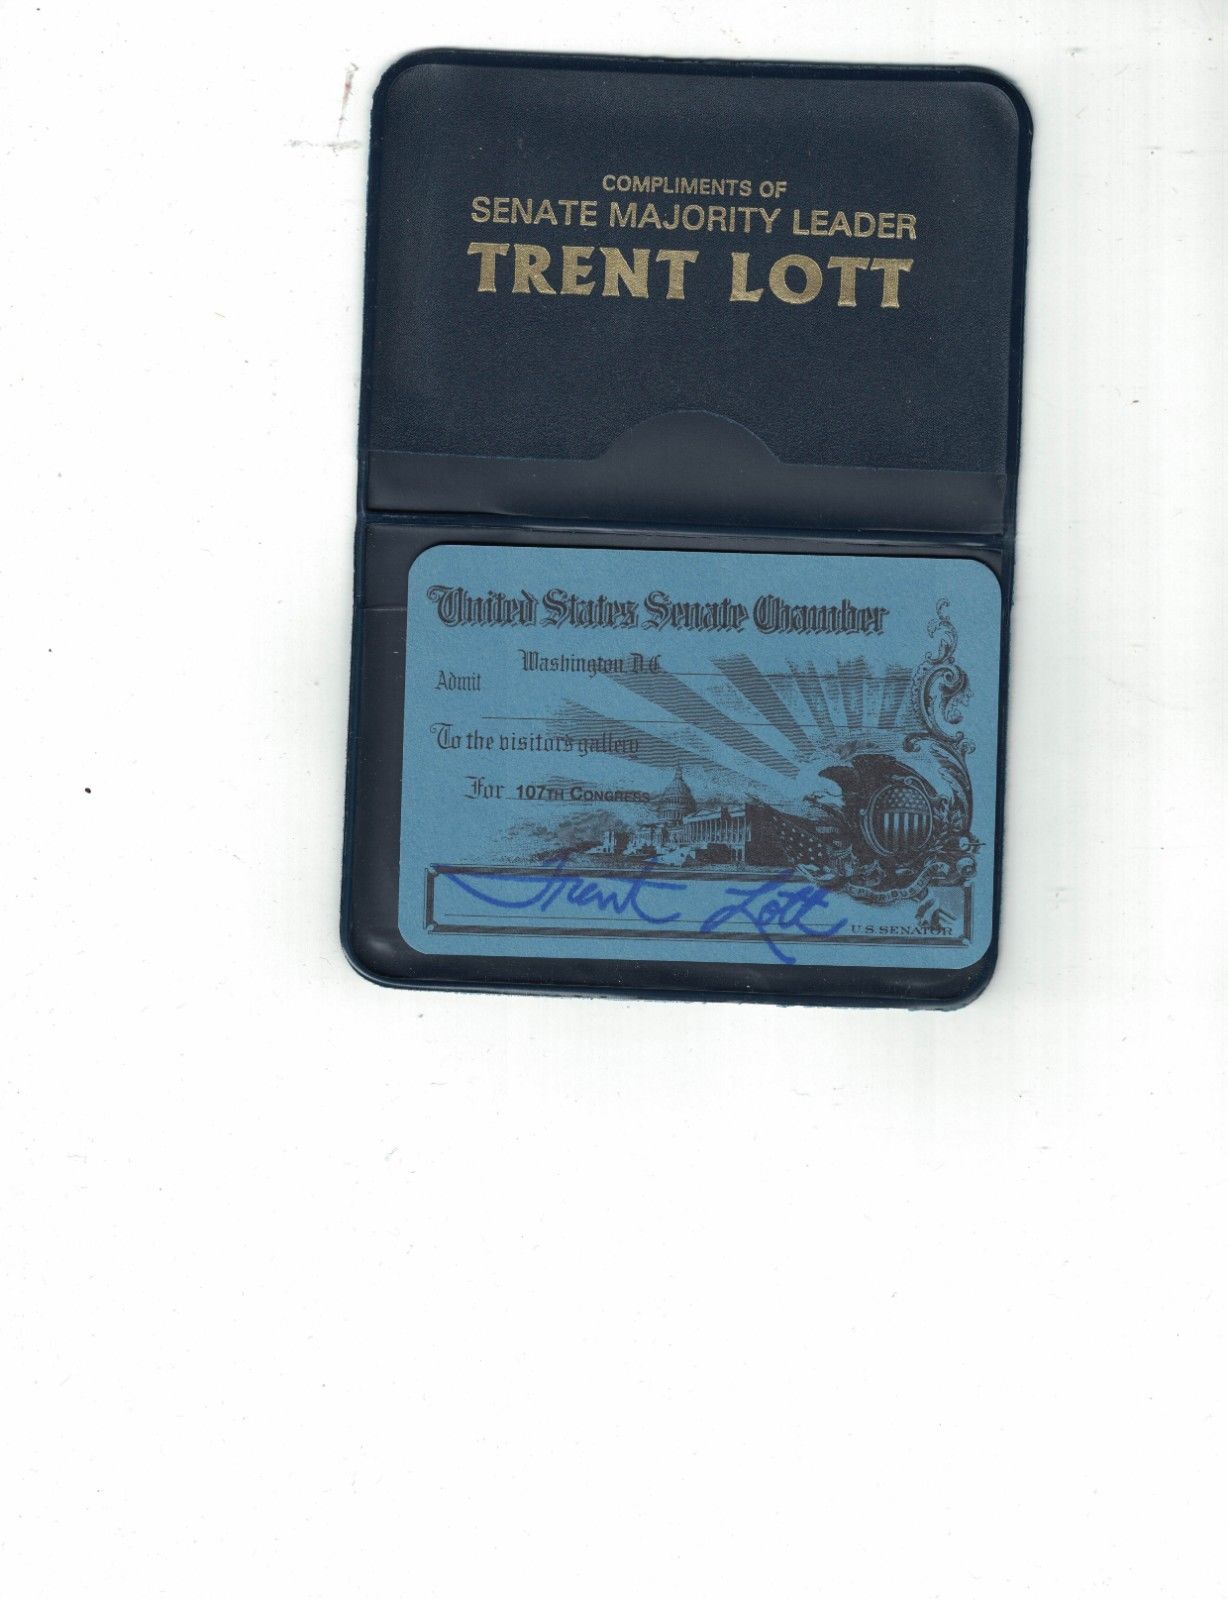 COMPLIMENTS OF
SENATE MAJORITY LEADER
TRENT LOTT
United States Senate Chamber
Washington, D.C.
Admit
To the visitors gallery
For 107TH CONGRESS
Trent Lott
U.S. SENATOR